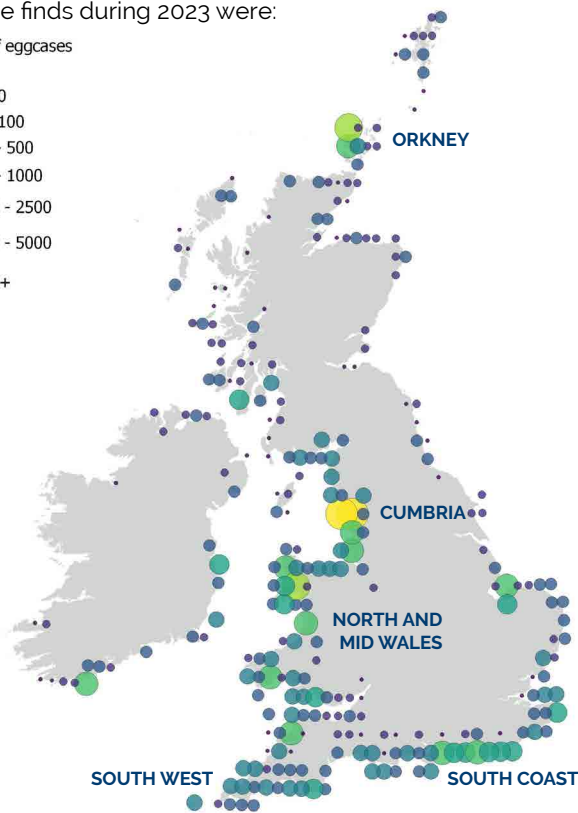 e finds during 2023 were:
eggcases
0
100
500
- 1000
- 2500
- 5000
+
ORKNEY
CUMBRIA
NORTH AND
MID WALES
SOUTH WEST
SOUTH COAST